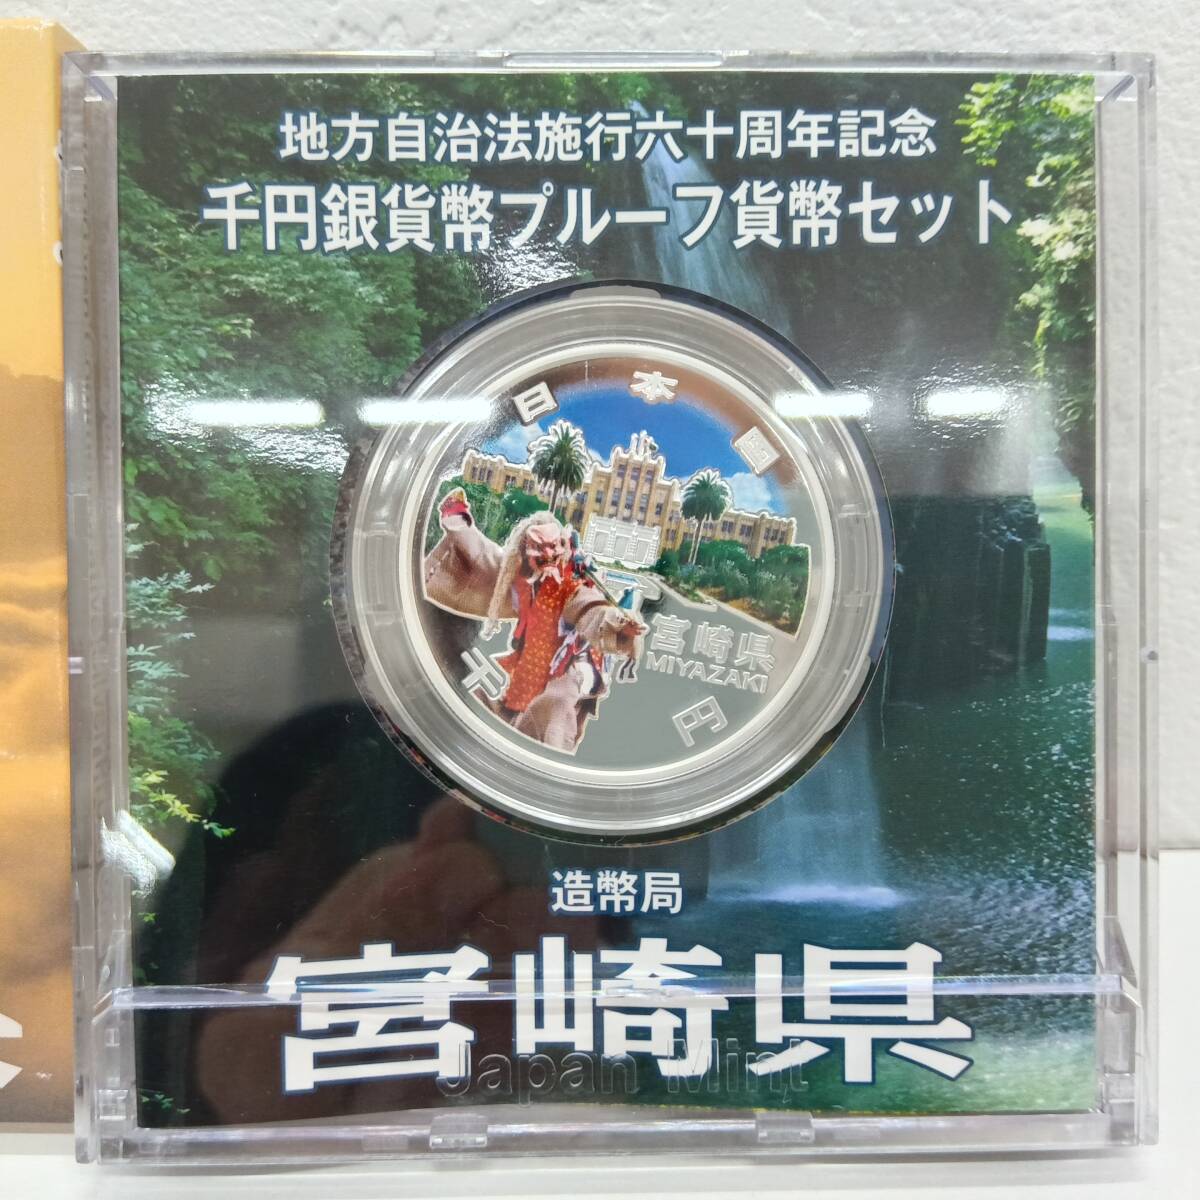 地方自治法施行六十周年記念
千円銀貨幣プルーフ貨幣セット
日本国
宮崎県
MIYAZAKI
千円
造幣局
宮崎県
Japan Mint